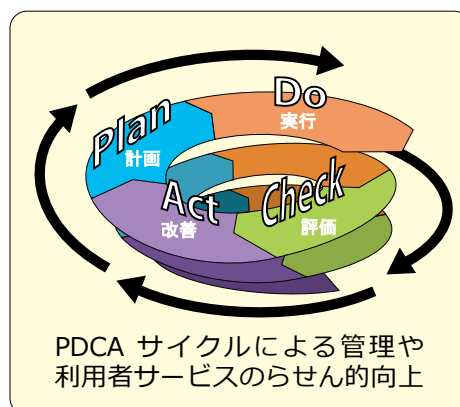 Plan
計画
Do
実行
Check
評価
Act
改善
PDCA サイクルによる管理や
利用者サービスのらせん的向上